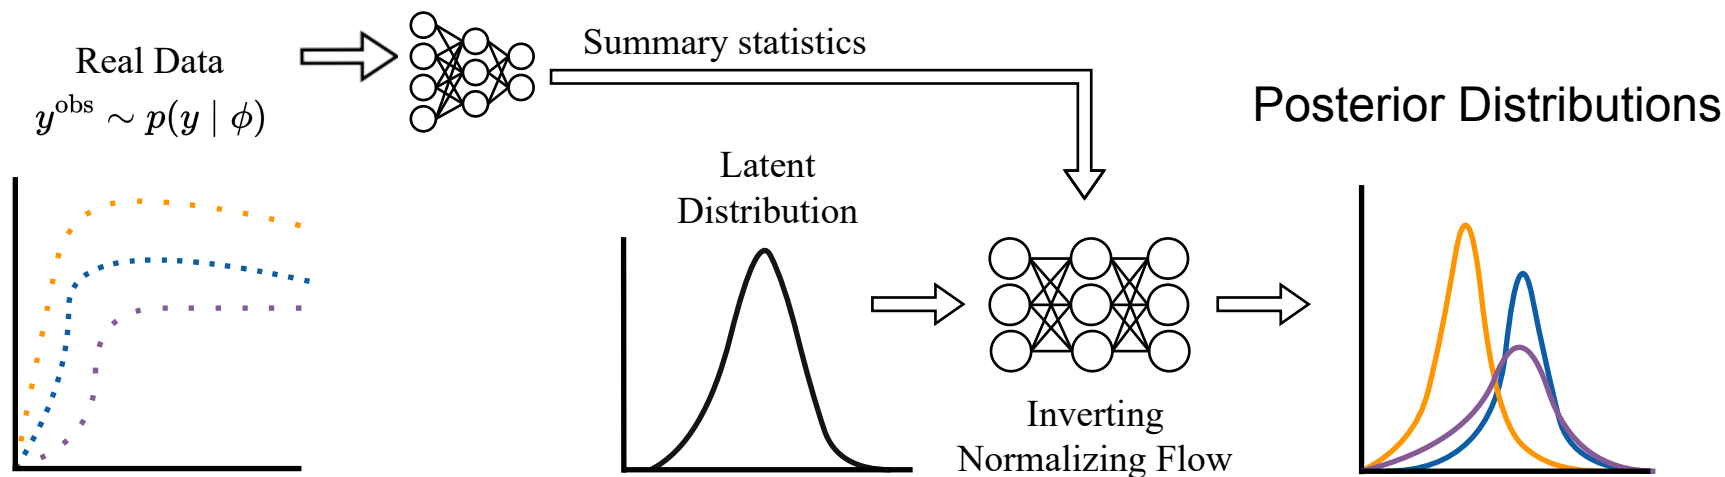 Real Data
y^obs ∼ p(y | ϕ)
Summary statistics
Latent
Distribution
Inverting
Normalizing Flow
Posterior Distributions